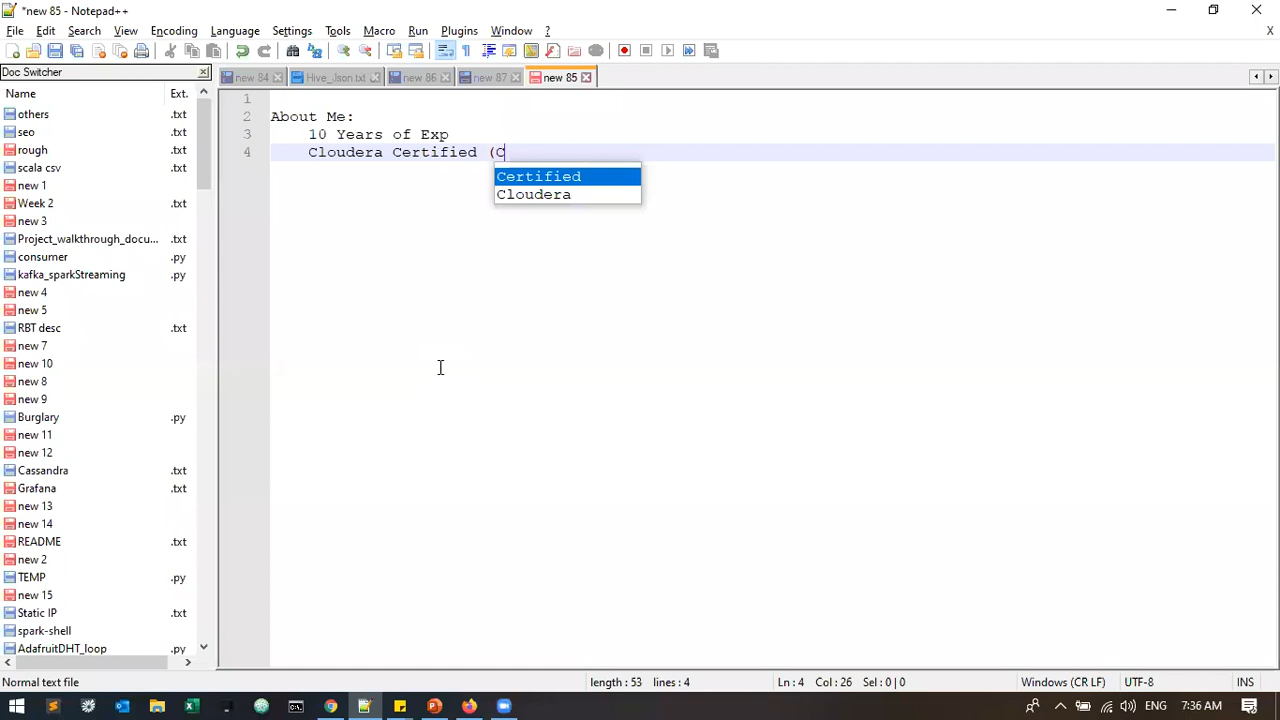 *new 85 - Notepad++
File Edit Search View Encoding Language Settings Tools Macro Run Plugins Window ? X
Doc Switcher
new 84 Hive_Json.txt new 86 new 87 new 85
Name Ext.
others .txt
seo .txt
rough .txt
scala csv .txt
new 1
Week 2 .txt
new 3
Project_walkthrough_docu... .txt
consumer .py
kafka_sparkStreaming .py
new 4
new 5
RBT desc .txt
new 7
new 10
new 8
new 9
Burglary .py
new 11
new 12
Cassandra .txt
Grafana .txt
new 13
new 14
README .txt
new 2
TEMP .py
new 15
Static IP .txt
spark-shell
AdafruitDHT_loop .py
1
2 About Me:
3 10 Years of Exp
4 Cloudera Certified (C
Certified
Cloudera
Normal text file length : 53 lines : 4 Ln : 4 Col : 26 Sel : 0 | 0 Windows (CR LF) UTF-8 INS
7:36 AM